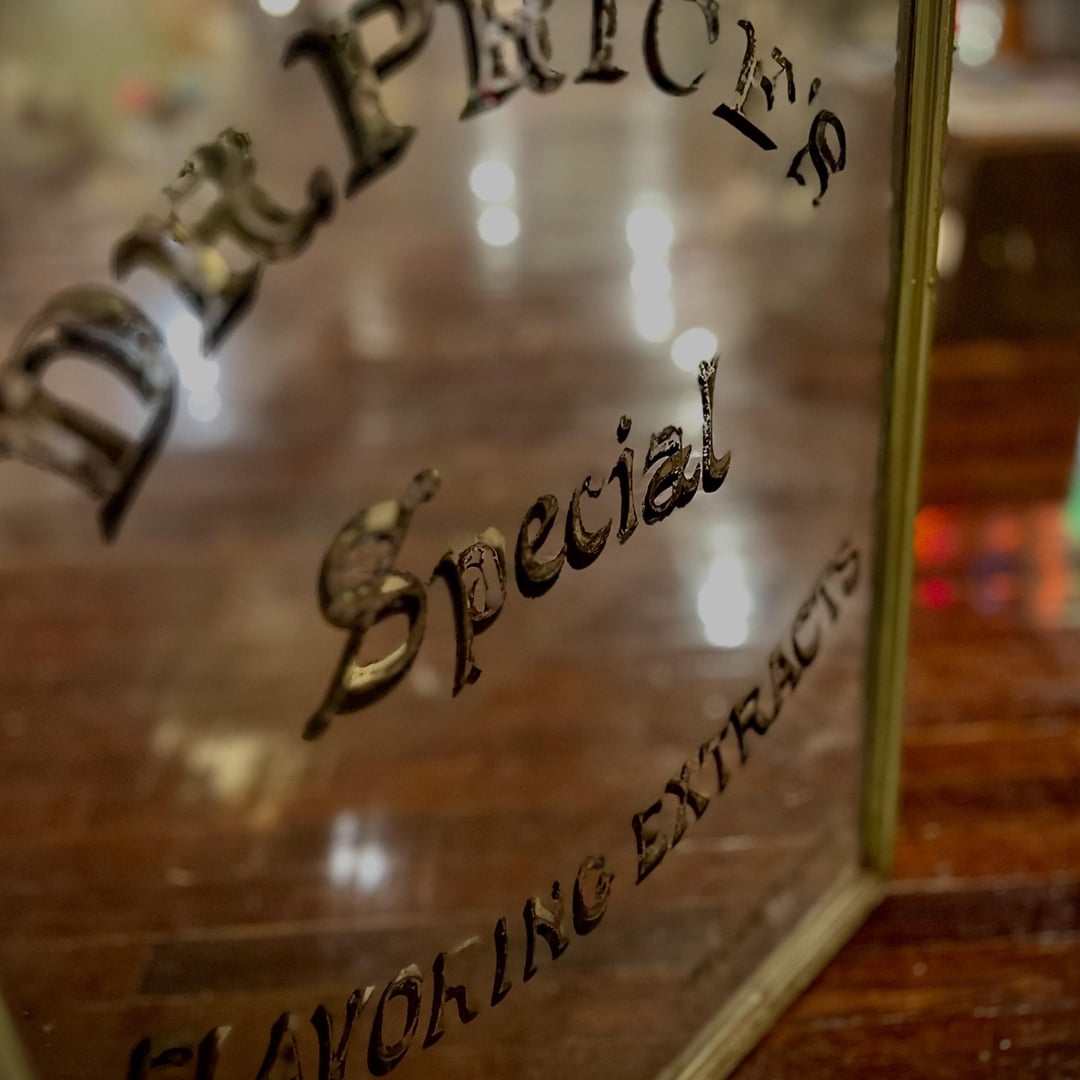 DR. PRICE'S
Special
FLAVORING EXTRACTS